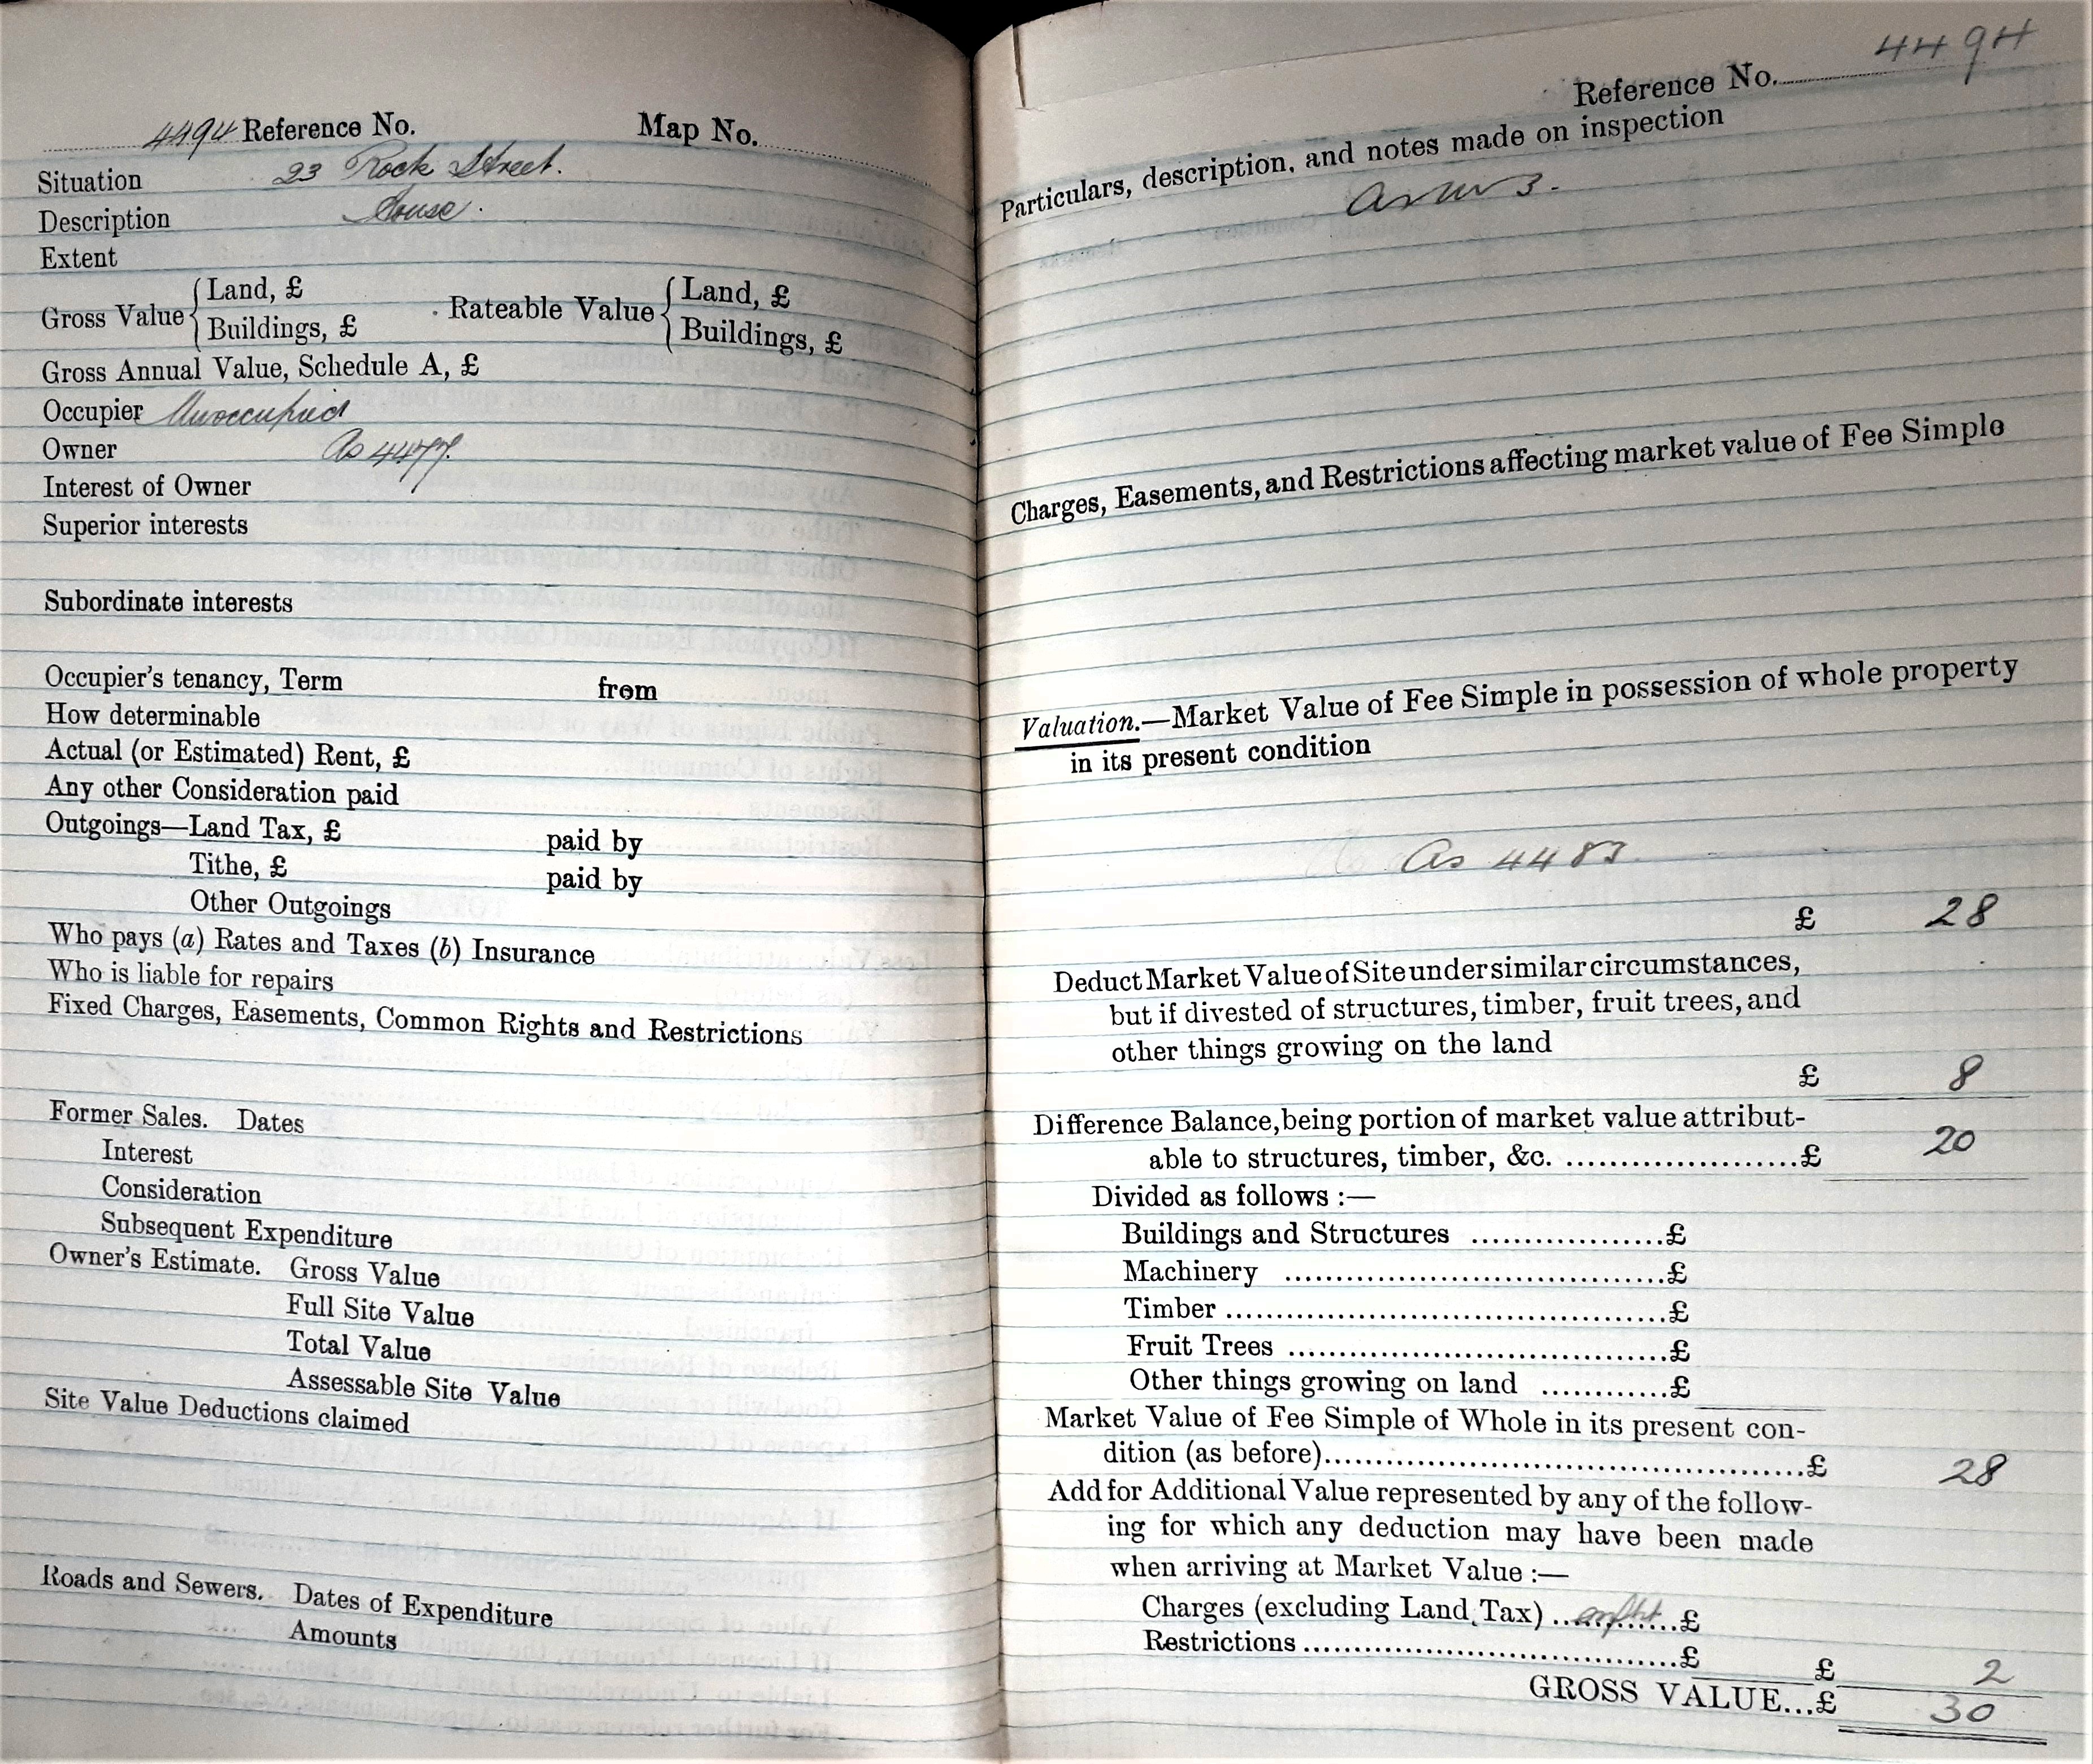 4494 Reference No. Map No.
Situation 23 Rock Street.
Description House.
Extent
Gross Value { Land, £ Rateable Value { Land, £
Buildings, £ Buildings, £
Gross Annual Value, Schedule A, £
Occupier Unoccupied
Owner As 4477.
Interest of Owner
Superior interests
Subordinate interests
Occupier's tenancy, Term from
How determinable
Actual (or Estimated) Rent, £
Any other Consideration paid
Outgoings—Land Tax, £ paid by
Tithe, £ paid by
Other Outgoings
Who pays (a) Rates and Taxes (b) Insurance
Who is liable for repairs
Fixed Charges, Easements, Common Rights and Restrictions
Former Sales. Dates
Interest
Consideration
Subsequent Expenditure
Owner's Estimate. Gross Value
Full Site Value
Total Value
Assessable Site Value
Site Value Deductions claimed
Roads and Sewers. Dates of Expenditure
Amounts
Reference No. 4494
Particulars, description, and notes made on inspection
Charges, Easements, and Restrictions affecting market value of Fee Simple
Valuation.—Market Value of Fee Simple in possession of whole property
in its present condition
As 4483.
£ 28
Deduct Market Value of Site under similar circumstances,
but if divested of structures, timber, fruit trees, and
other things growing on the land
£ 8
Difference Balance, being portion of market value attribut-
able to structures, timber, &c. ......................£ 20
Divided as follows :—
Buildings and Structures ..................£
Machinery ....................................£
Timber ..........................................£
Fruit Trees ....................................£
Other things growing on land ............£
Market Value of Fee Simple of Whole in its present con-
dition (as before)..............................................£ 28
Add for Additional Value represented by any of the follow-
ing for which any deduction may have been made
when arriving at Market Value :—
Charges (excluding Land Tax) ............£
Restrictions ....................................£ £ 2
GROSS VALUE...£ 30